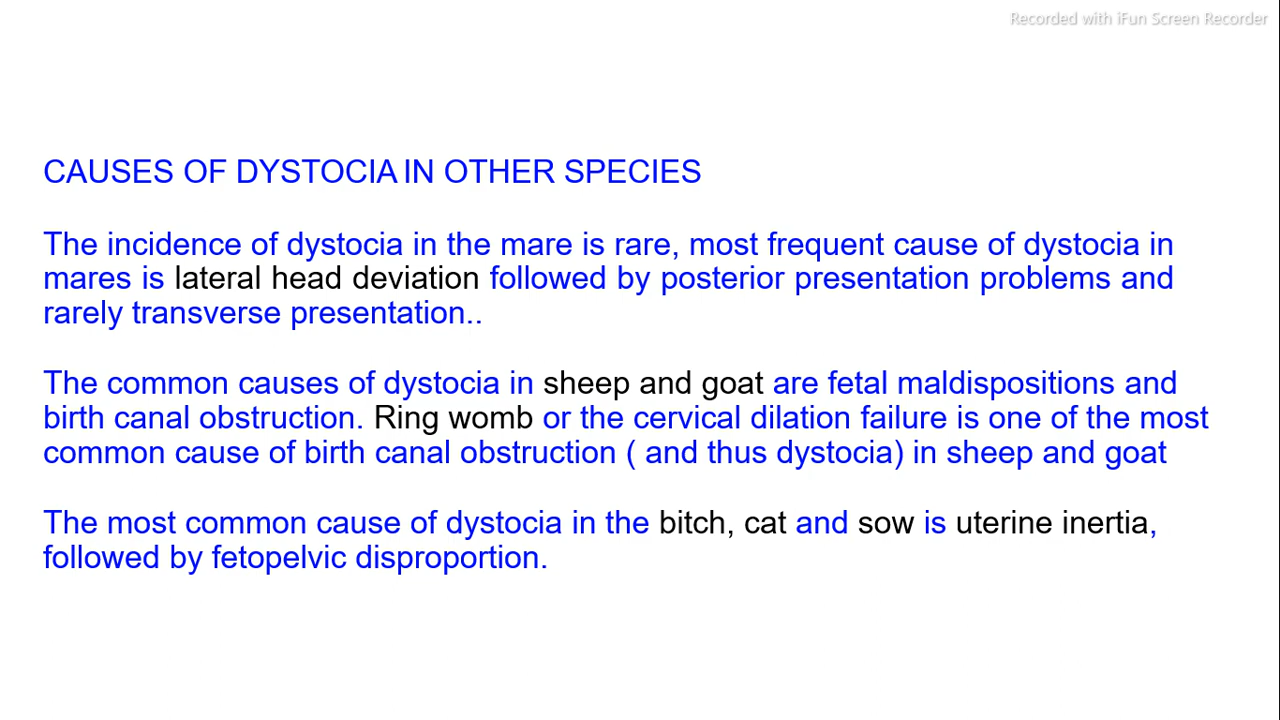 Recorded with iFun Screen Recorder
CAUSES OF DYSTOCIA IN OTHER SPECIES
The incidence of dystocia in the mare is rare, most frequent cause of dystocia in
mares is lateral head deviation followed by posterior presentation problems and
rarely transverse presentation..
The common causes of dystocia in sheep and goat are fetal maldispositions and
birth canal obstruction. Ring womb or the cervical dilation failure is one of the most
common cause of birth canal obstruction ( and thus dystocia) in sheep and goat
The most common cause of dystocia in the bitch, cat and sow is uterine inertia,
followed by fetopelvic disproportion.